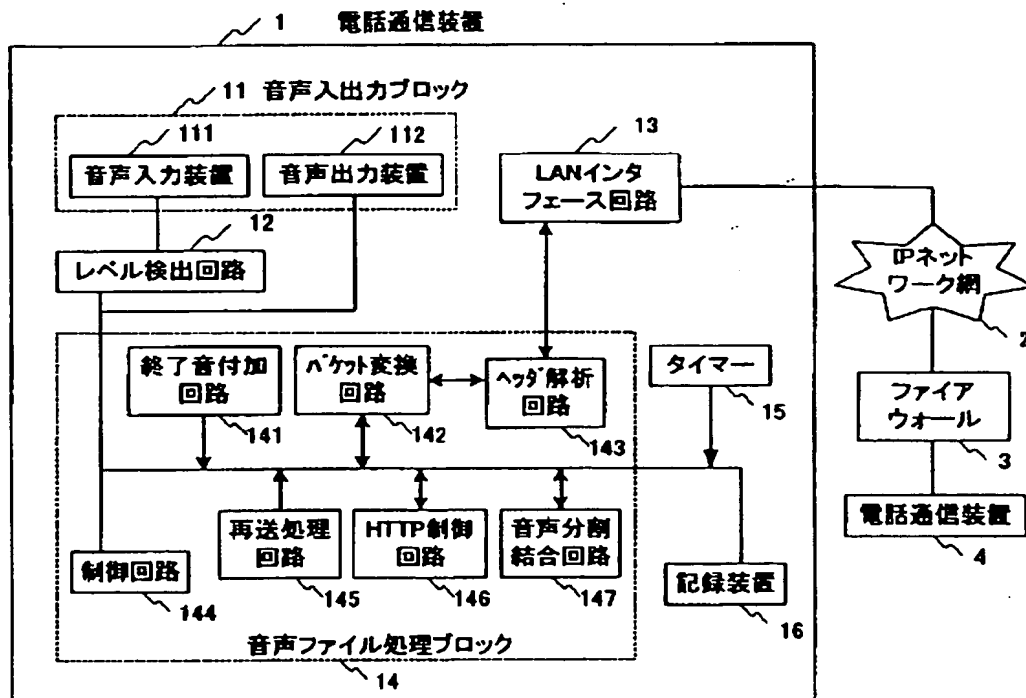 1 電話通信装置
11 音声入出力ブロック
111
112
音声入力装置
音声出力装置
13
LANインタ
フェース回路
12
レベル検出回路
IPネット
ワーク網
2
終了音付加
回路
141
パケット変換
回路
142
ヘッダ解析
回路
143
タイマー
15
ファイア
ウォール
3
電話通信装置
4
制御回路
144
再送処理
回路
145
HTTP制御
回路
146
音声分割
結合回路
147
記録装置
16
音声ファイル処理ブロック
14